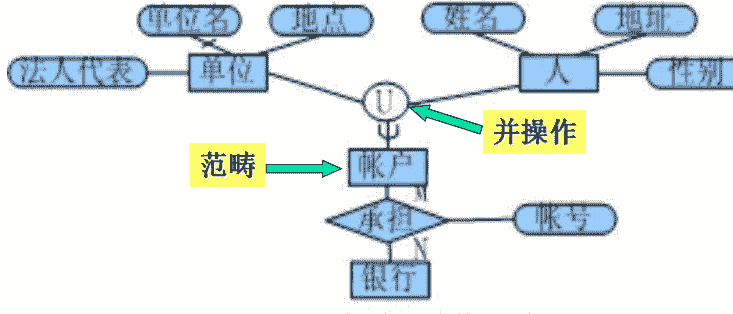 单位名
地点
姓名
地址
法人代表
单位
人
性别
U
并操作
范畴
帐户
M
承担
帐号
N
银行